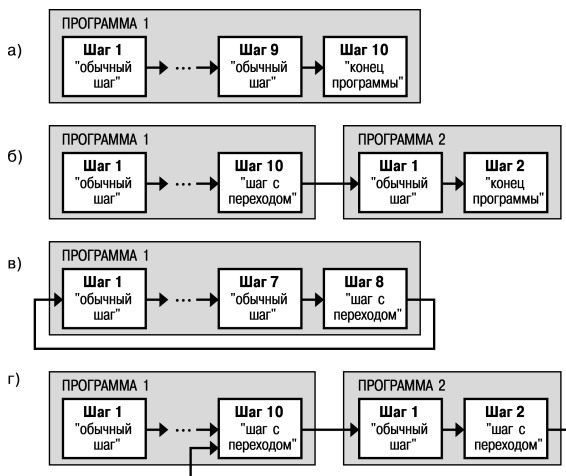 а)
ПРОГРАММА 1
Шаг 1
"обычный
шаг"
...
Шаг 9
"обычный
шаг"
Шаг 10
"конец
программы"
б)
ПРОГРАММА 1
Шаг 1
"обычный
шаг"
...
Шаг 10
"шаг с
переходом"
ПРОГРАММА 2
Шаг 1
"обычный
шаг"
Шаг 2
"конец
программы"
в)
ПРОГРАММА 1
Шаг 1
"обычный
шаг"
...
Шаг 7
"обычный
шаг"
Шаг 8
"шаг с
переходом"
г)
ПРОГРАММА 1
Шаг 1
"обычный
шаг"
...
Шаг 10
"шаг с
переходом"
ПРОГРАММА 2
Шаг 1
"обычный
шаг"
Шаг 2
"шаг с
переходом"